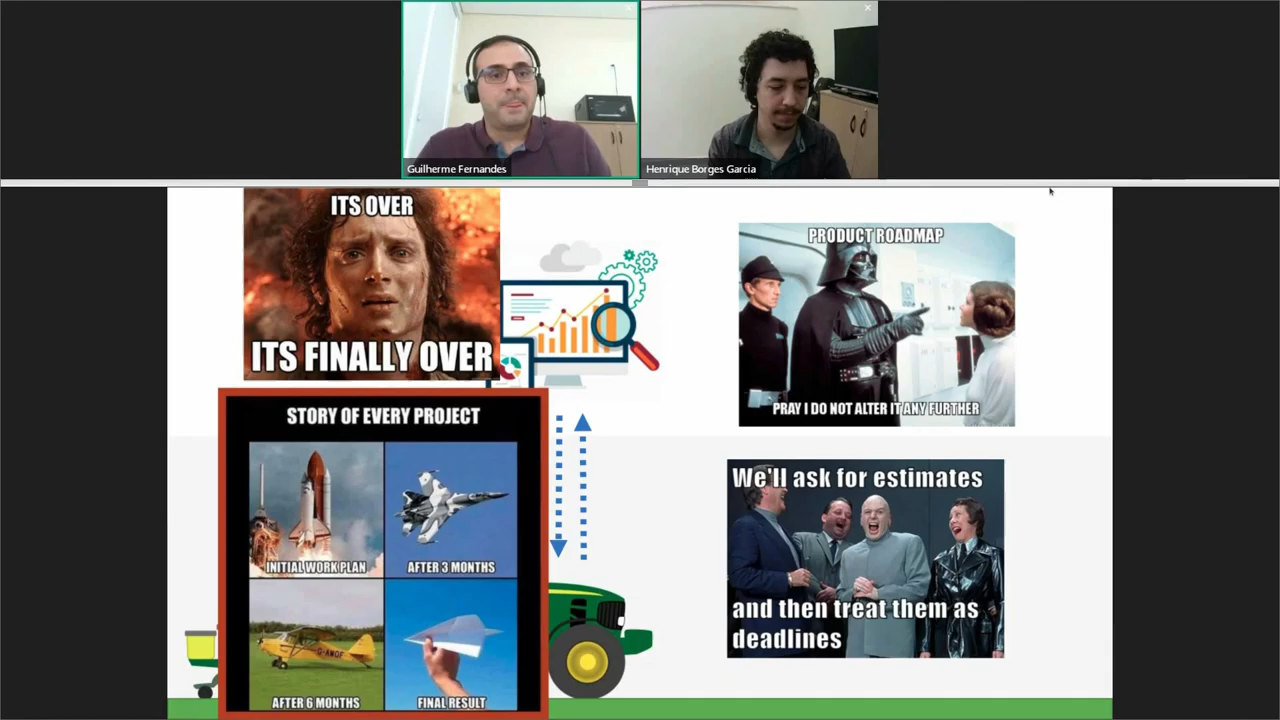 Guilherme Fernandes
Henrique Borges Garcia
ITS OVER
ITS FINALLY OVER
PRODUCT ROADMAP
PRAY I DO NOT ALTER IT ANY FURTHER
STORY OF EVERY PROJECT
INITIAL WORK PLAN
AFTER 3 MONTHS
G-AWOF
AFTER 6 MONTHS
FINAL RESULT
We'll ask for estimates
and then treat them as
deadlines